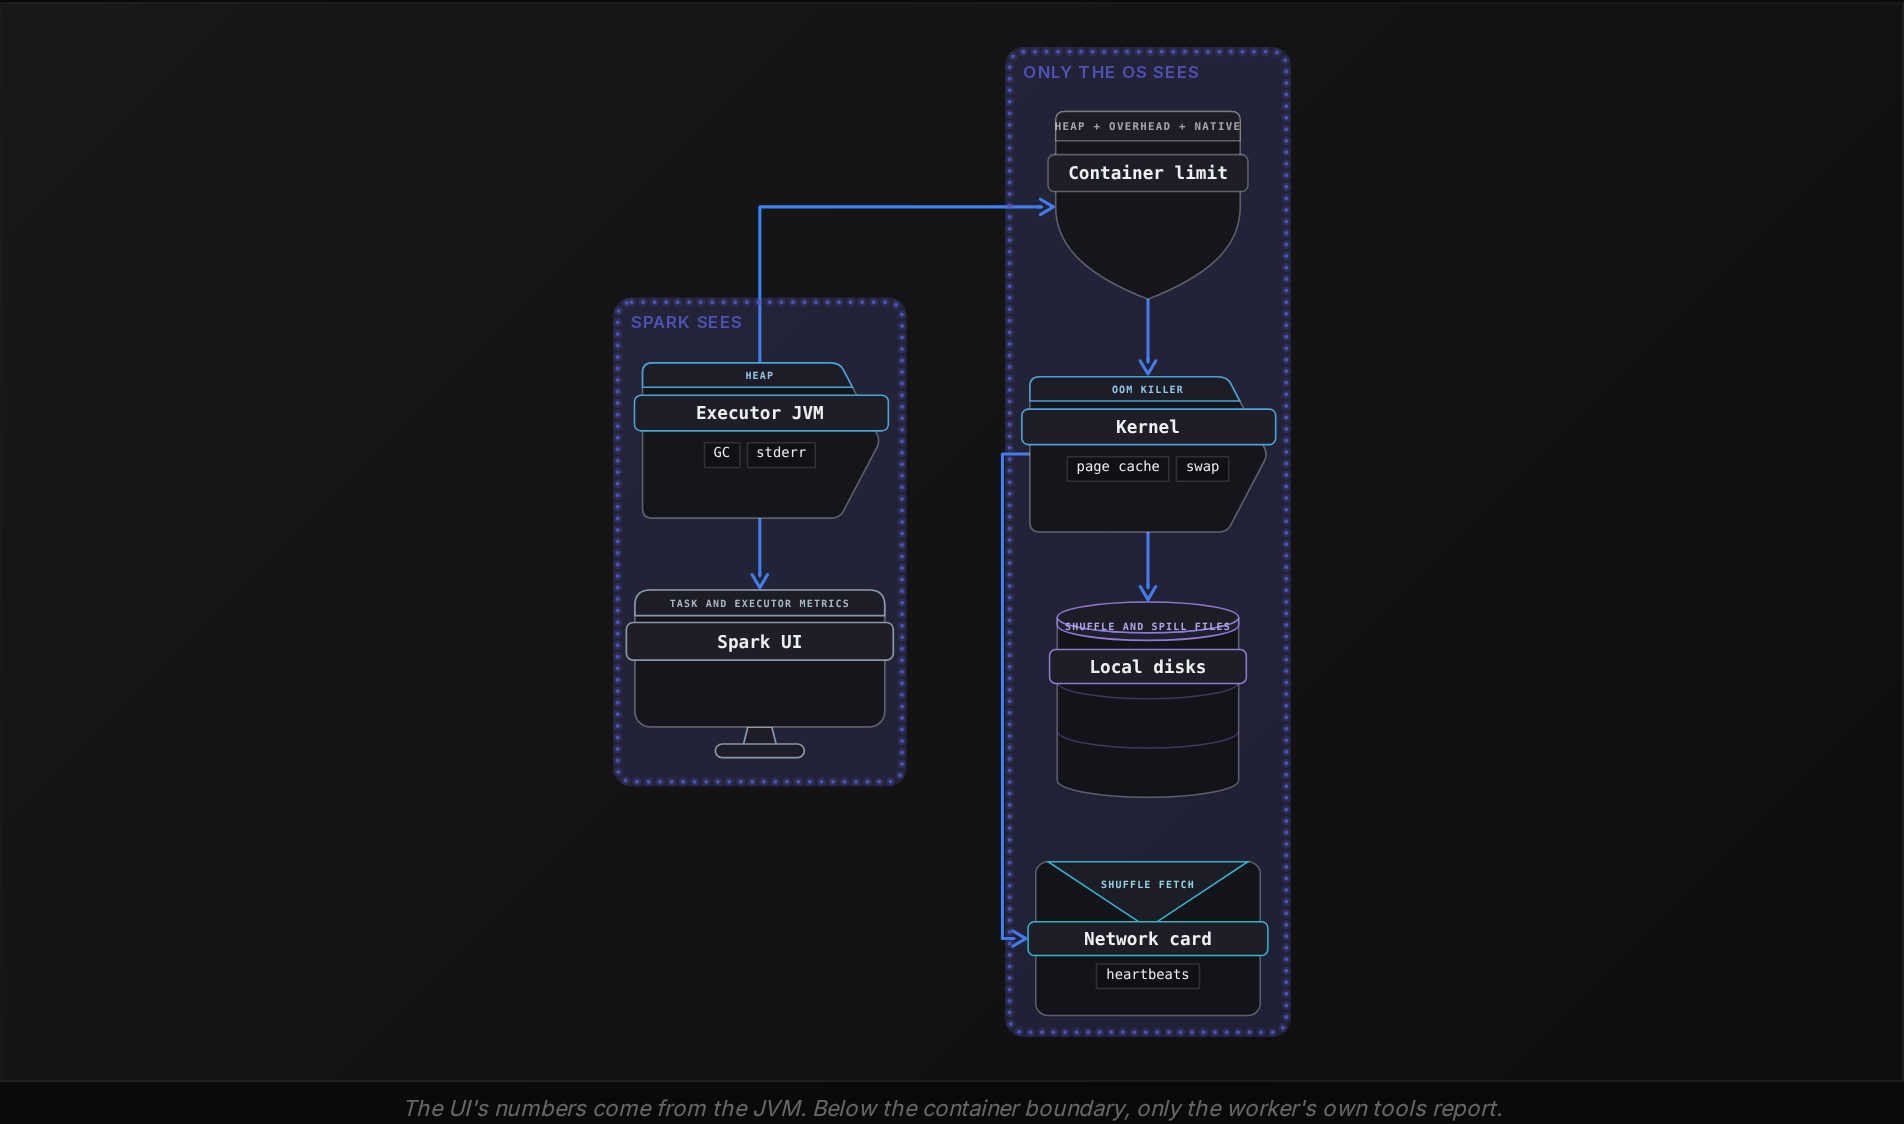 ONLY THE OS SEES
HEAP + OVERHEAD + NATIVE
Container limit
SPARK SEES
HEAP
Executor JVM
GC
stderr
OOM KILLER
Kernel
page cache
swap
TASK AND EXECUTOR METRICS
Spark UI
SHUFFLE AND SPILL FILES
Local disks
SHUFFLE FETCH
Network card
heartbeats
The UI's numbers come from the JVM. Below the container boundary, only the worker's own tools report.